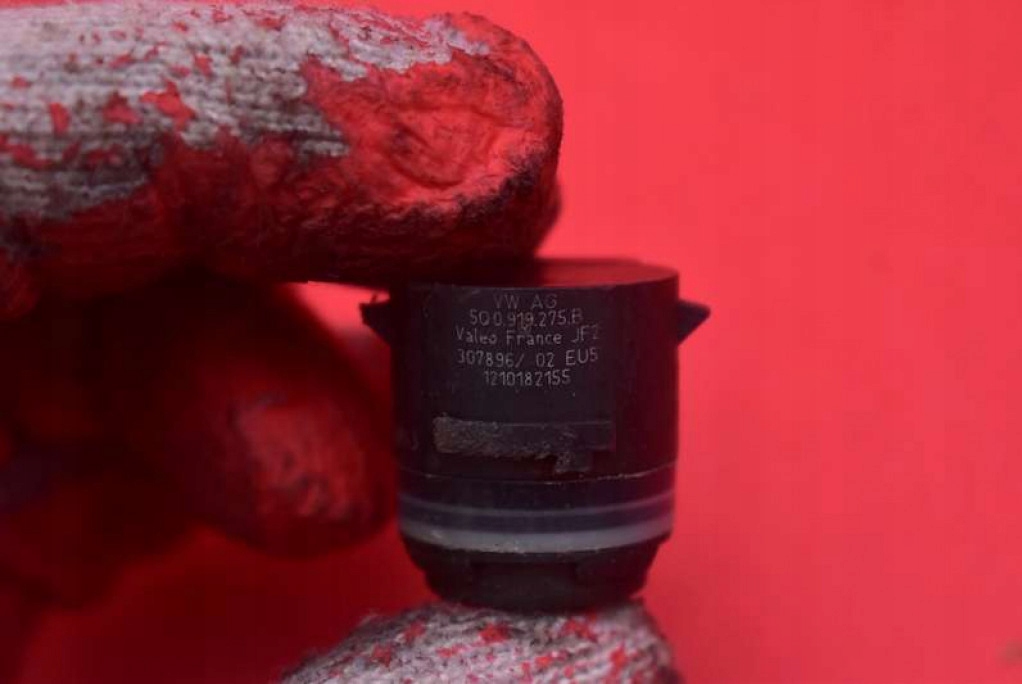 VW AG
5Q0.919.275.B
Valeo France JF2
307896/ 02 EU5
1210182155